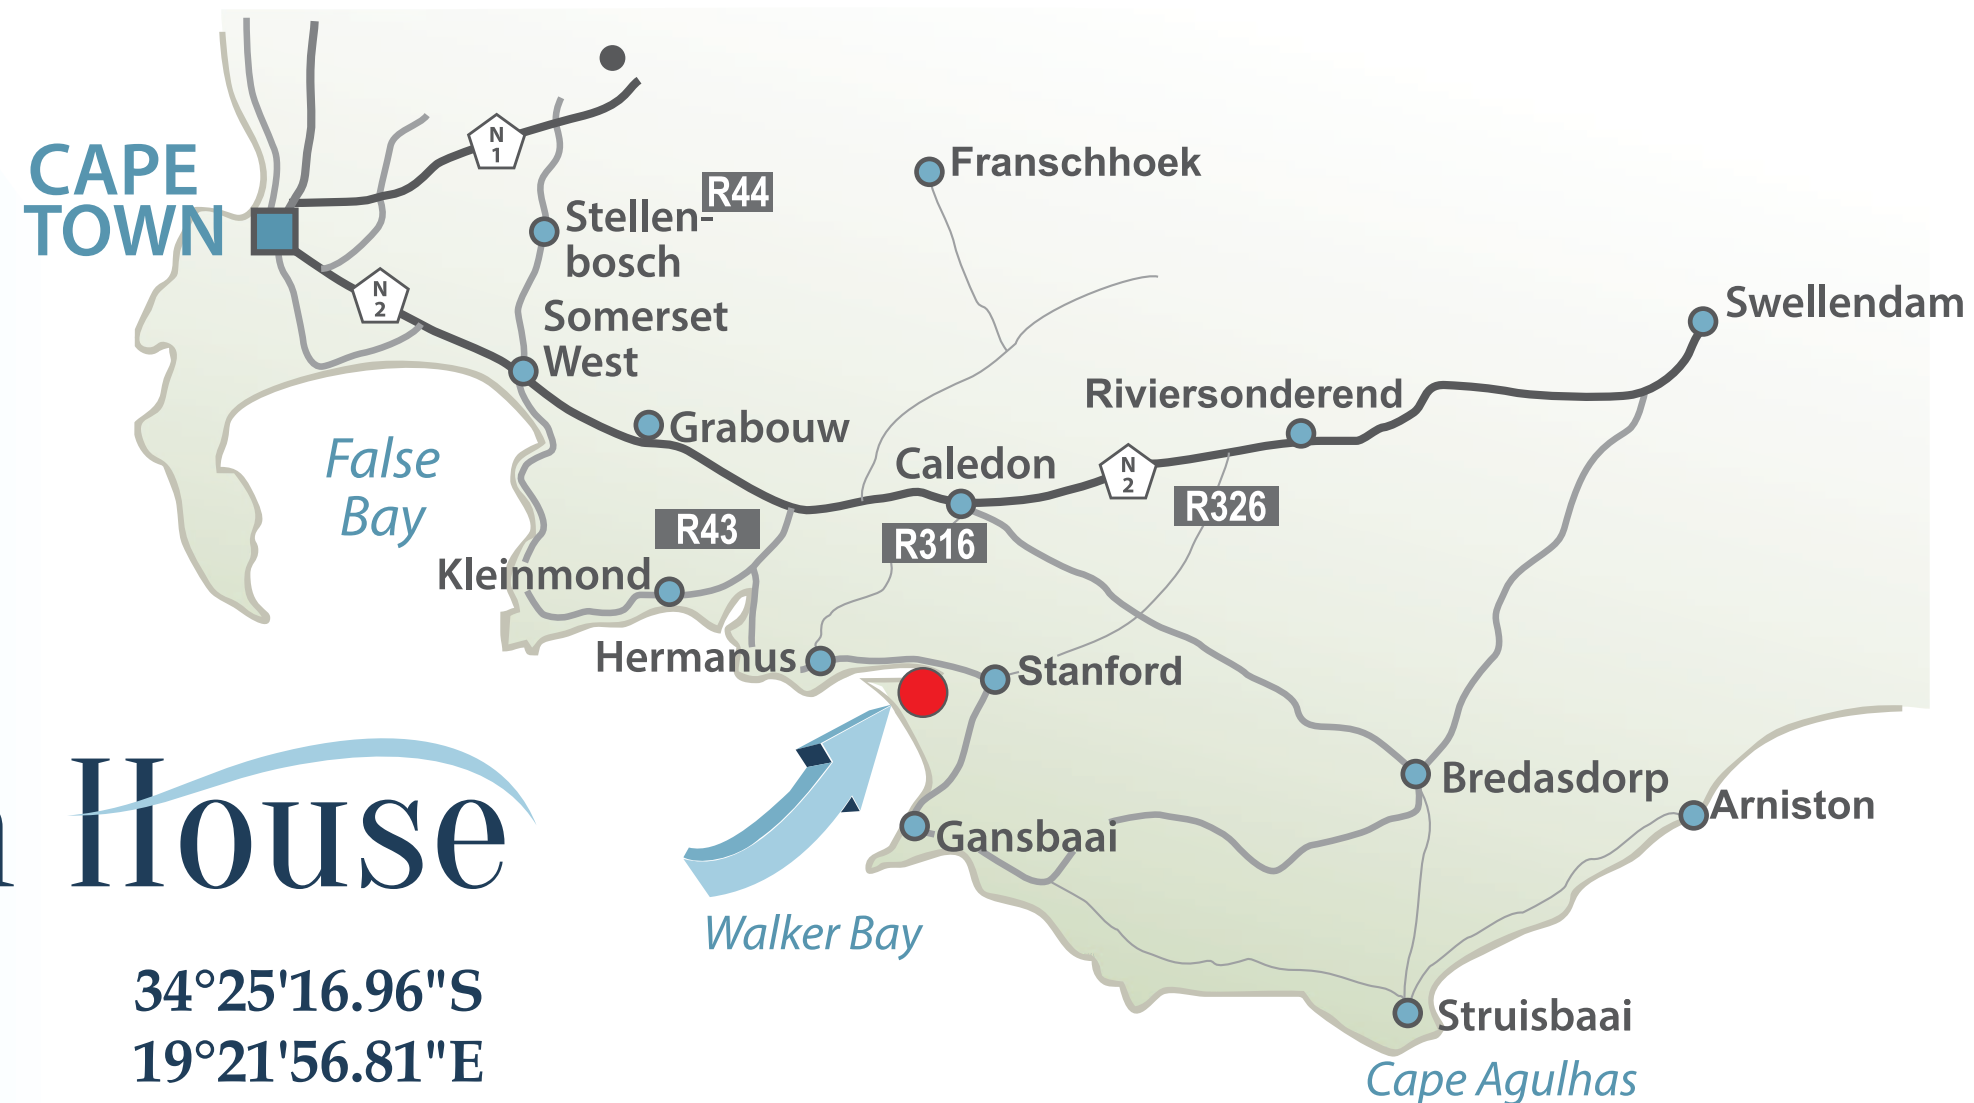 CAPE
TOWN
N
1
N
2
Stellen-
bosch
R44
Franschhoek
Somerset
West
Swellendam
Grabouw
Riviersonderend
False
Bay
Caledon
N
2
R326
R43
R316
Kleinmond
Hermanus
Stanford
House
Bredasdorp
Arniston
Gansbaai
Walker Bay
34°25'16.96"S
19°21'56.81"E
Struisbaai
Cape Agulhas